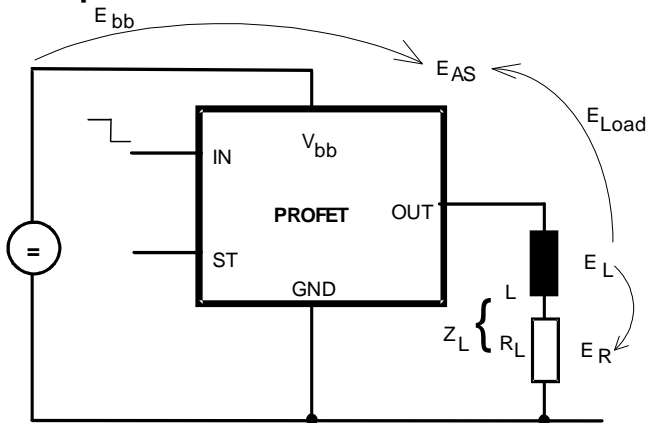 E bb
E AS
E Load
V bb
IN
PROFET
OUT
=
ST
GND
L
E L
Z L { R L
E R